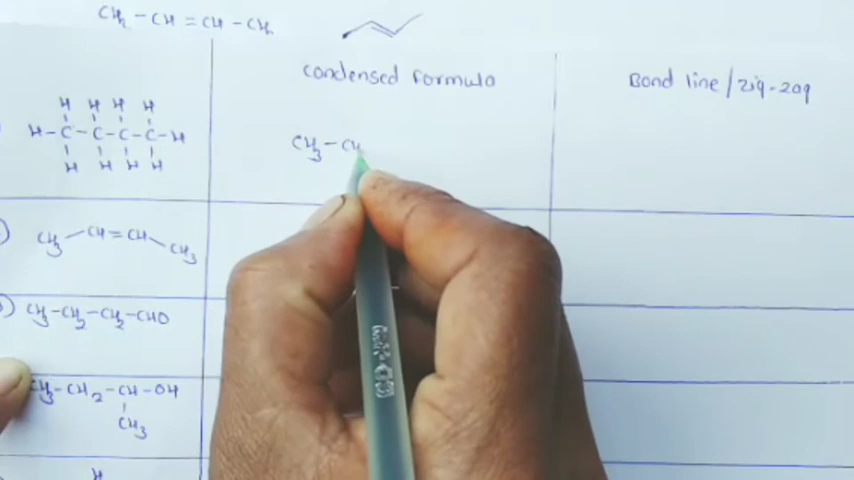 CH₃ - CH = CH - CH₃
Condensed formula
Bond line / zig-zag
H H H H
H - C - C - C - C - H
H H H H
CH₃ - CH
CH₃ - CH = CH - CH₃
CH₃ - CH₂ - CH₂ - CHO
CH₃ - CH₂ - CH - OH
CH₃
H